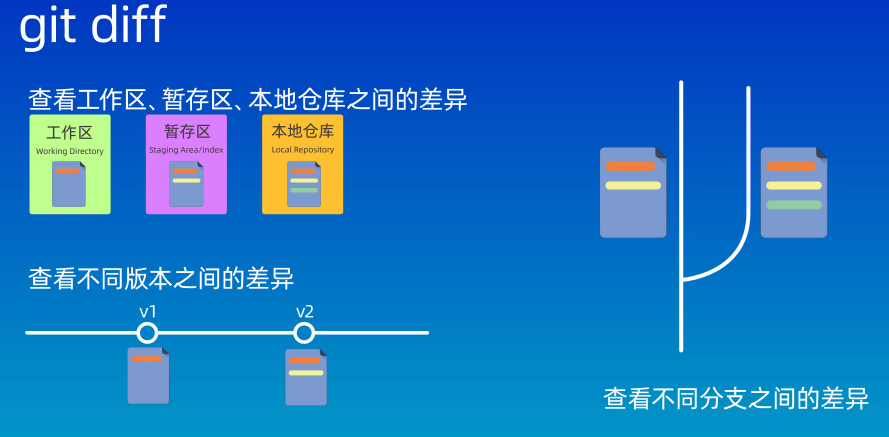 git diff
查看工作区、暂存区、本地仓库之间的差异
工作区
Working Directory
暂存区
Staging Area/Index
本地仓库
Local Repository
查看不同版本之间的差异
v1
v2
查看不同分支之间的差异